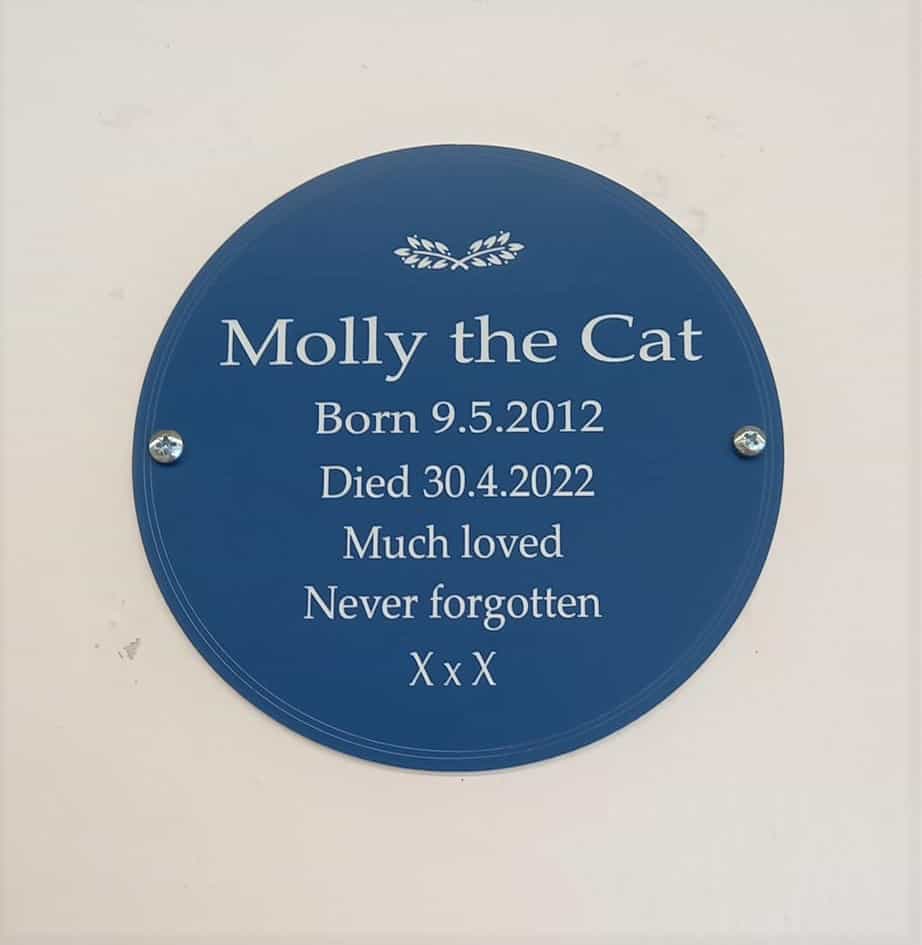 Molly the Cat
Born 9.5.2012
Died 30.4.2022
Much loved
Never forgotten
X x X